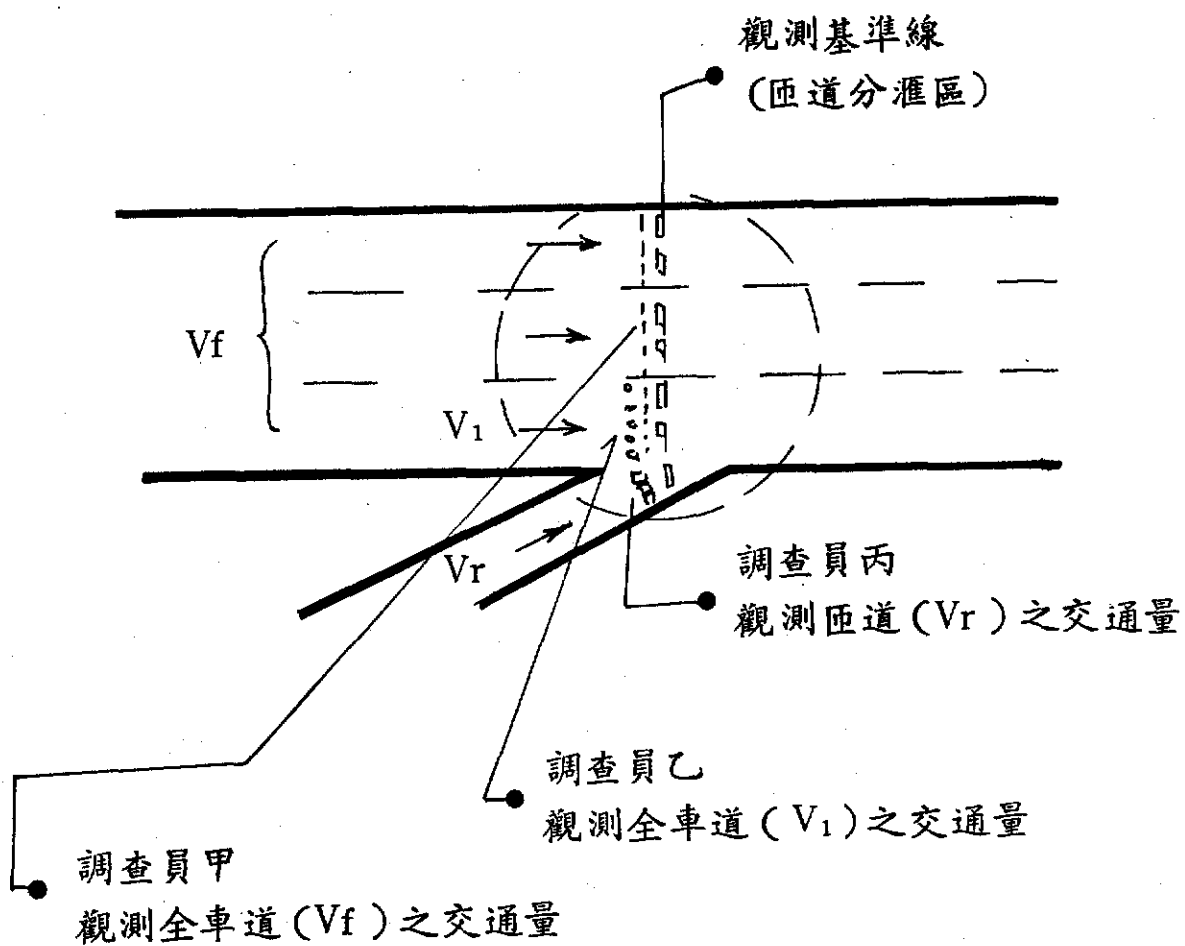 觀測基準線
(匝道分滙區)
Vf
V₁
Vr
調查員丙
觀測匝道(Vr)之交通量
調查員乙
觀測全車道(V₁)之交通量
調查員甲
觀測全車道(Vf)之交通量